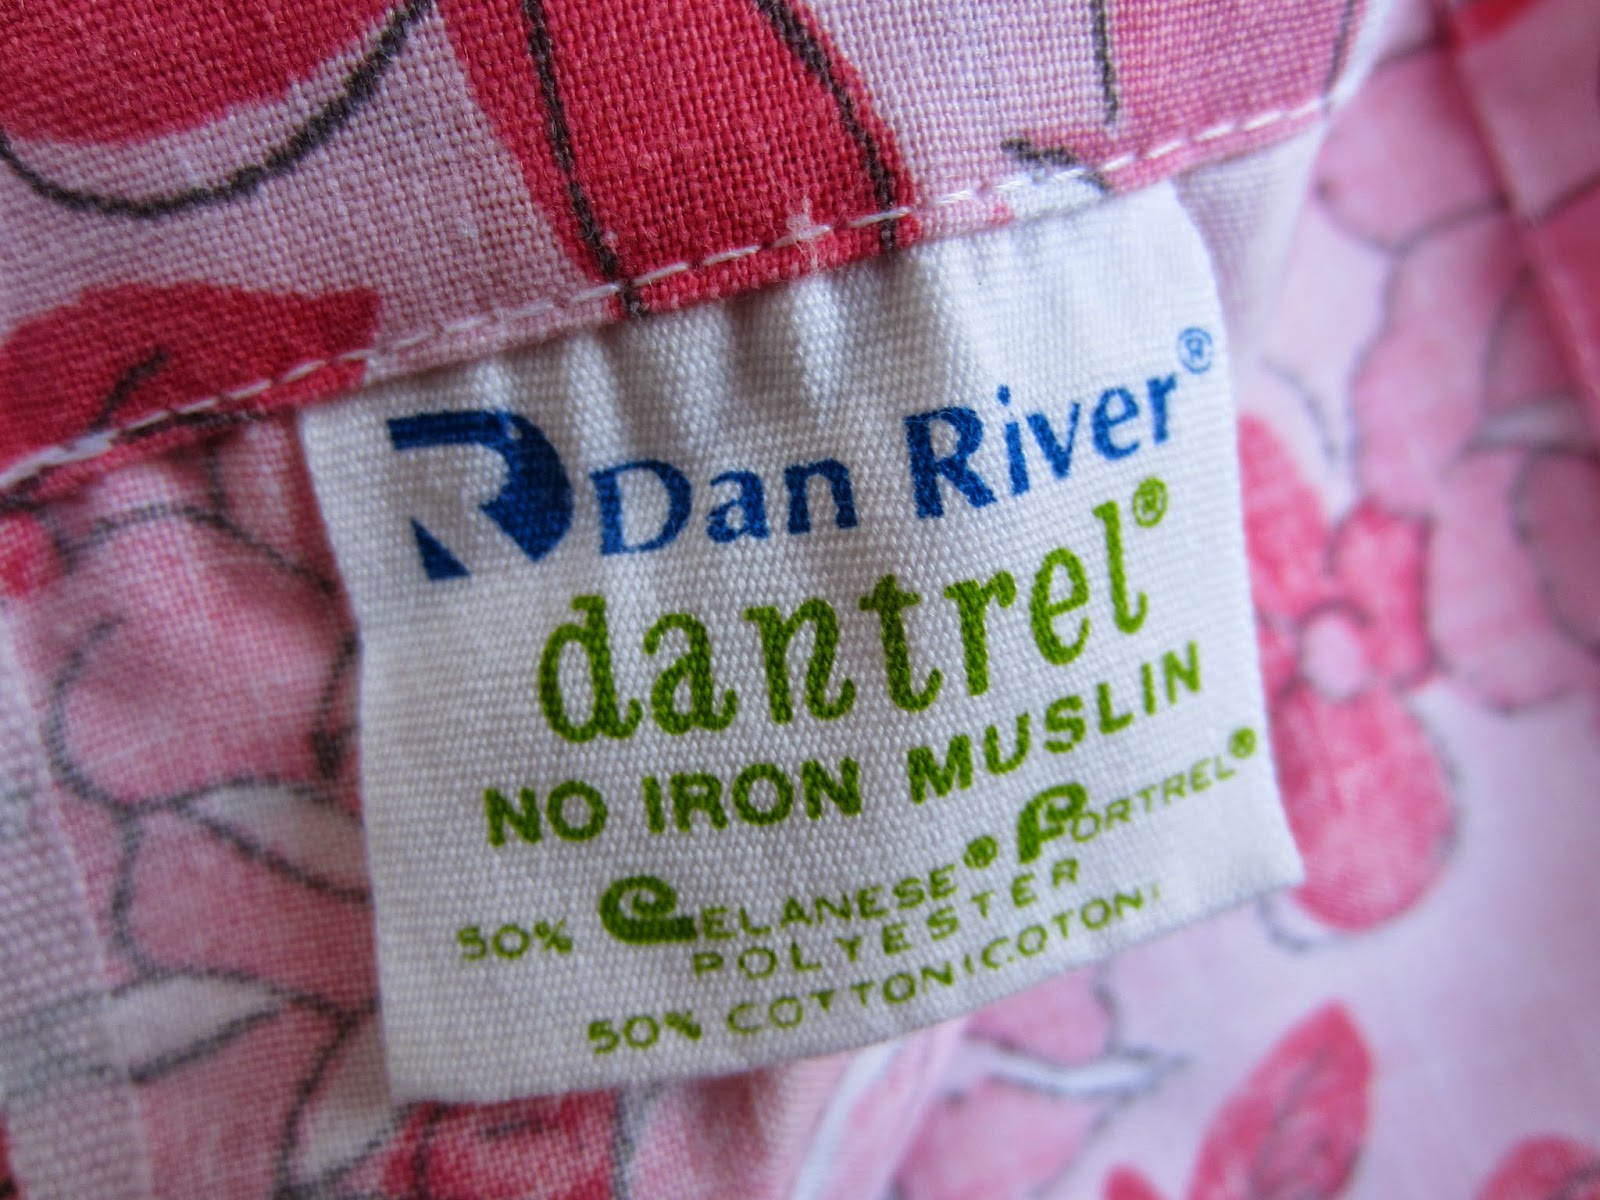 Dan River®
dantrel®
NO IRON MUSLIN
50% CELANESE® FORTREL®
POLYESTER
50% COTTON/COTON